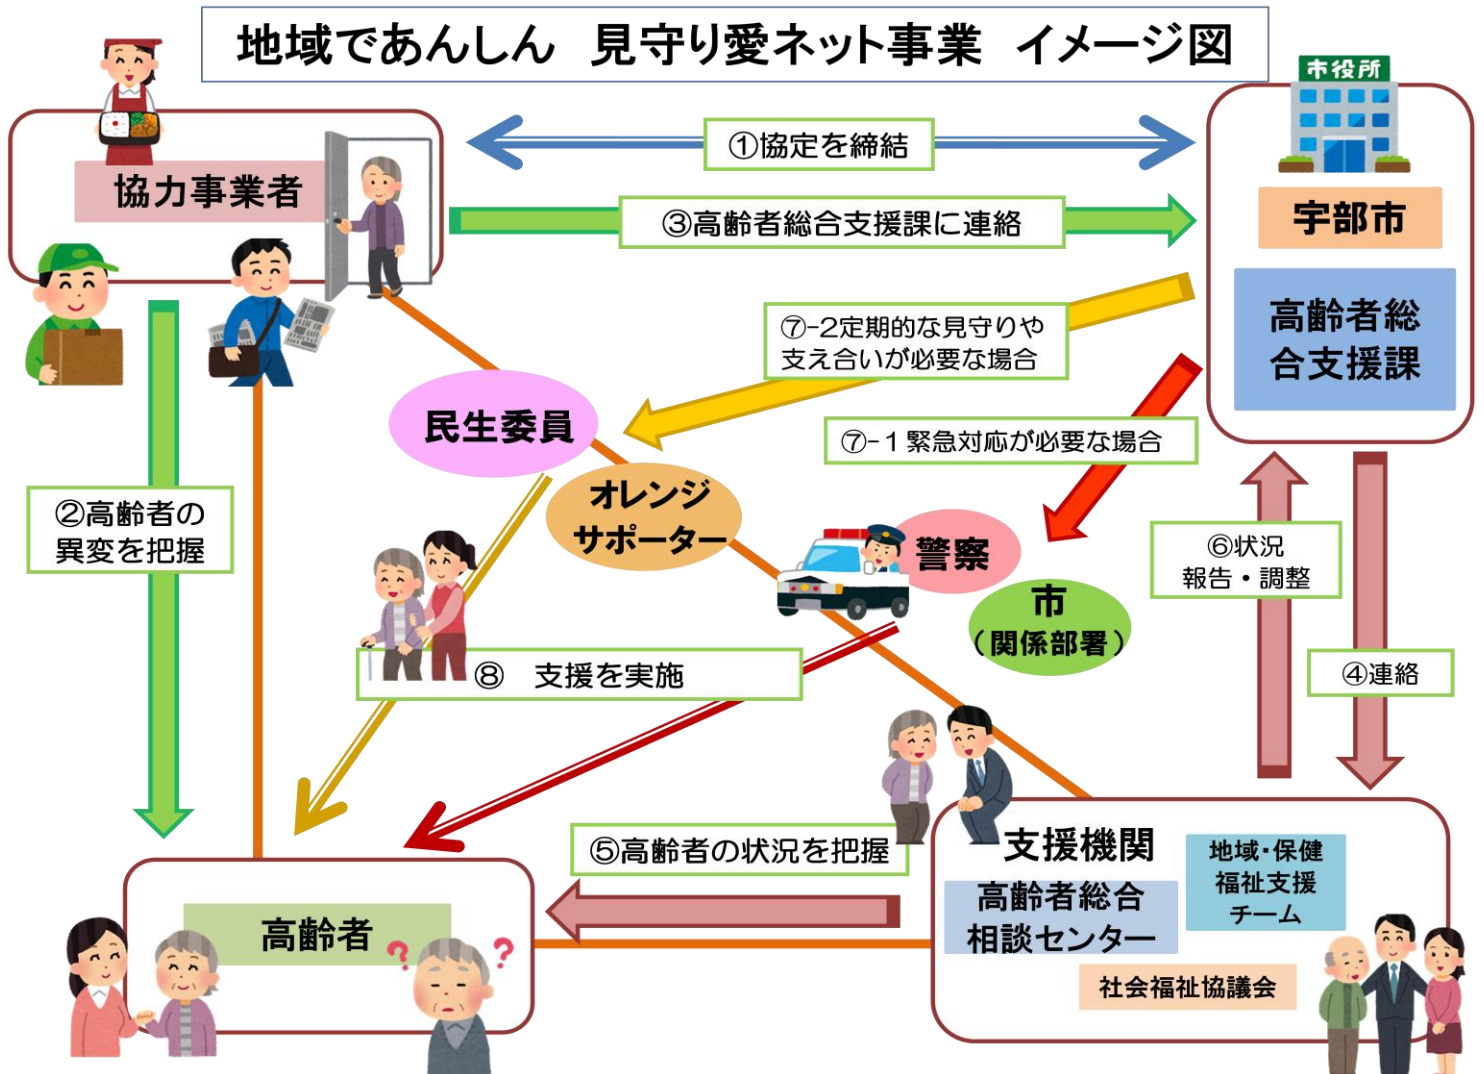 地域であんしん 見守り愛ネット事業 イメージ図
市役所
①協定を締結
協力事業者
宇部市
③高齢者総合支援課に連絡
高齢者総
合支援課
⑦-2定期的な見守りや
支え合いが必要な場合
民生委員
⑦-1緊急対応が必要な場合
オレンジ
サポーター
②高齢者の
異変を把握
警察
⑥状況
報告・調整
市
（関係部署）
⑧ 支援を実施
④連絡
⑤高齢者の状況を把握
支援機関
地域・保健
福祉支援
チーム
高齢者総合
相談センター
高齢者
?
?
社会福祉協議会